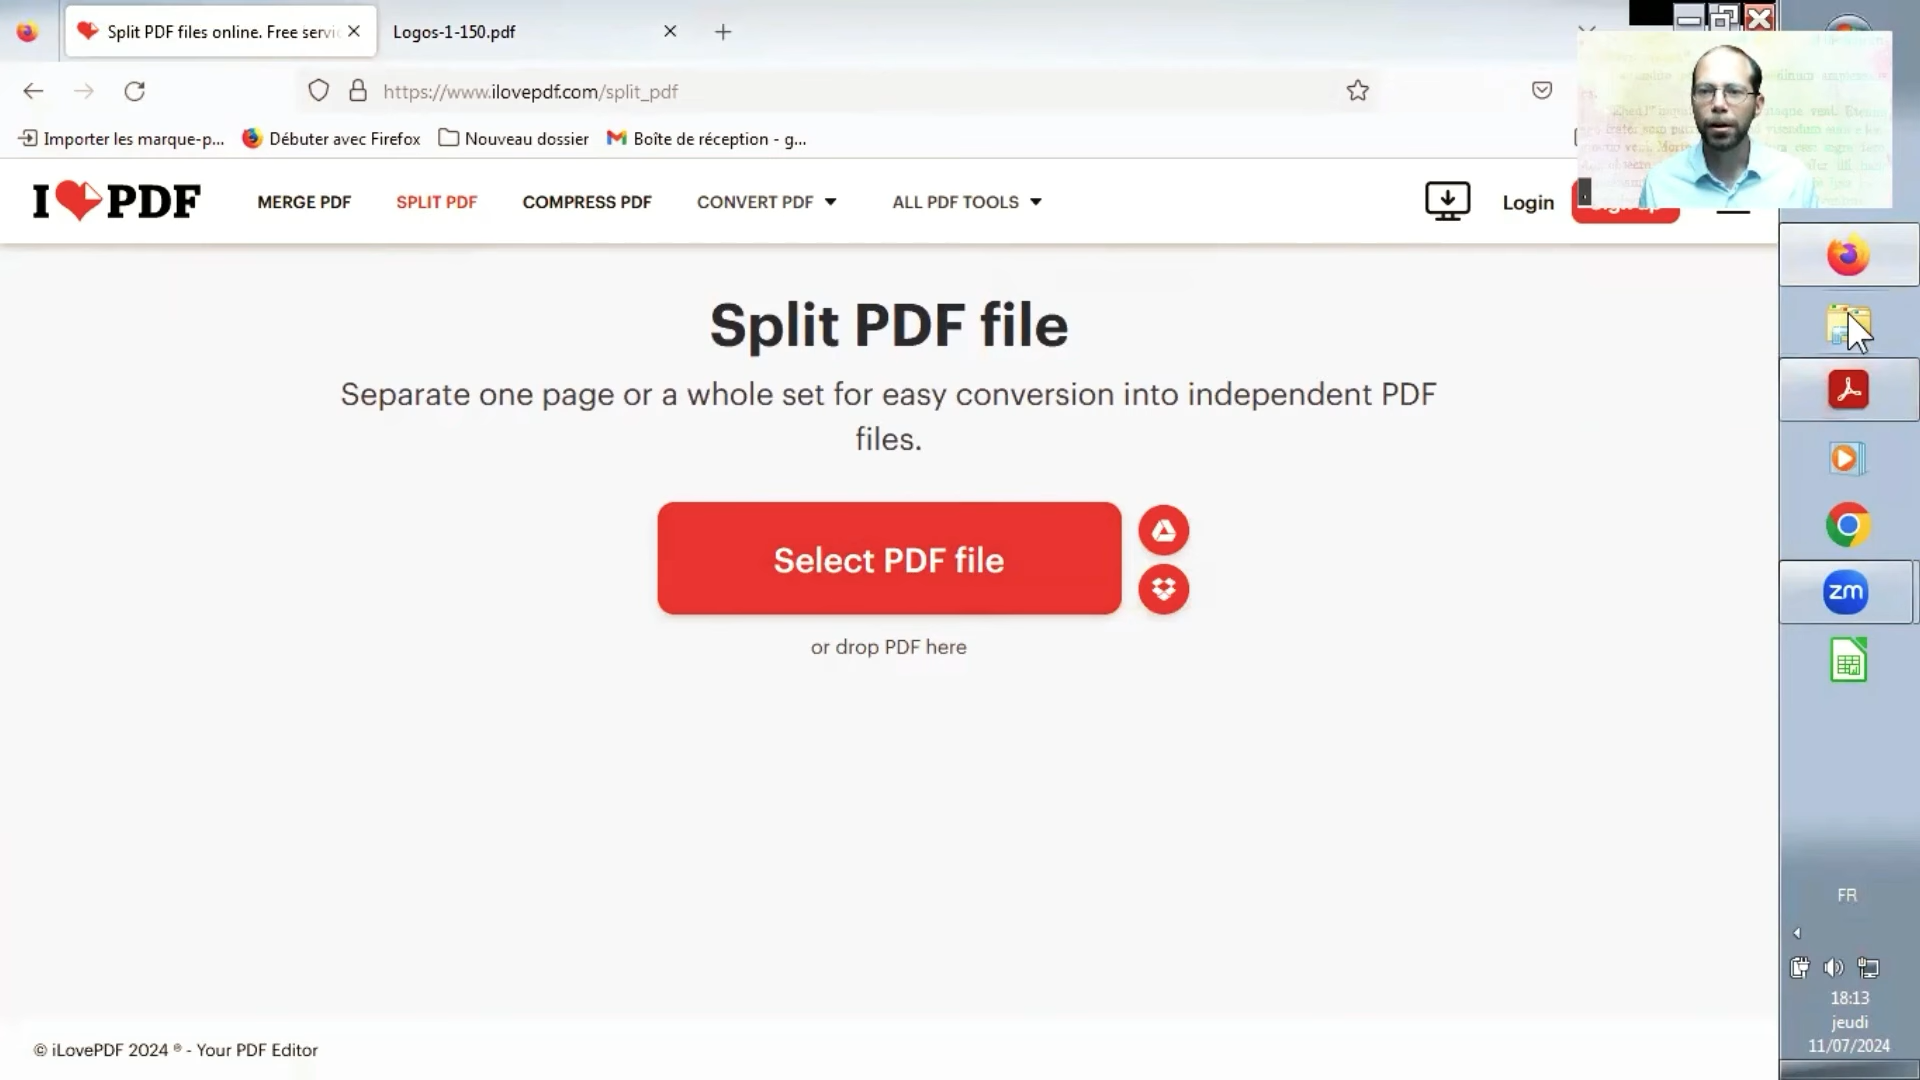 Split PDF files online. Free servi
Logos-1-150.pdf
https://www.ilovepdf.com/split_pdf
Importer les marque-p...
Débuter avec Firefox
Nouveau dossier
Boîte de réception - g...
I PDF
MERGE PDF
SPLIT PDF
COMPRESS PDF
CONVERT PDF
ALL PDF TOOLS
Login
Split PDF file
Separate one page or a whole set for easy conversion into independent PDF
files.
Select PDF file
or drop PDF here
zm
FR
18:13
jeudi
11/07/2024
© iLovePDF 2024 ® - Your PDF Editor